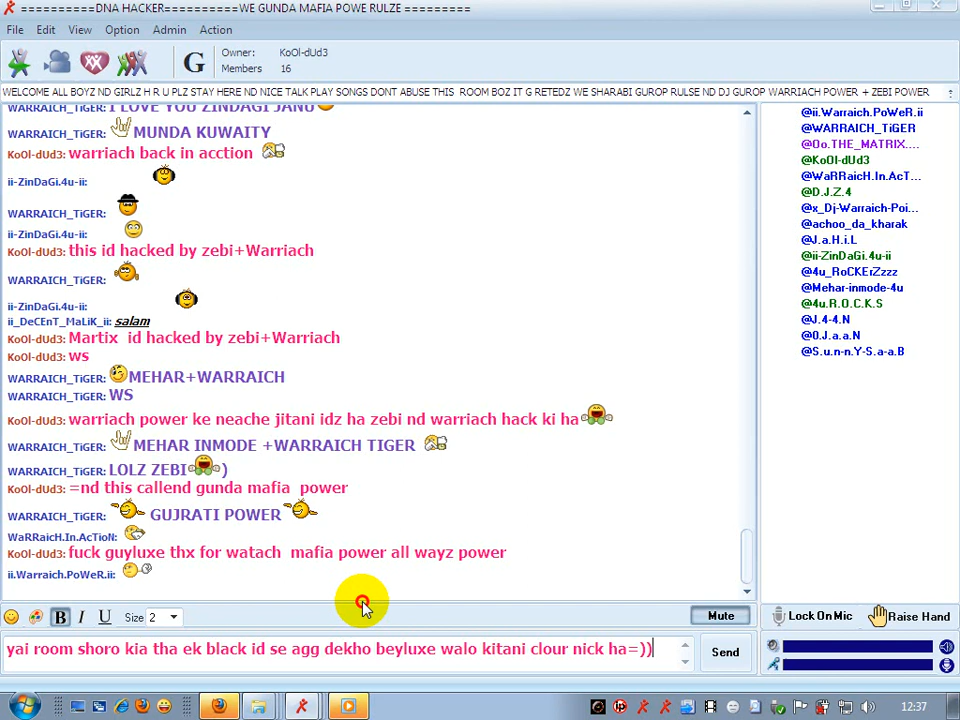 ==========DNA HACKER==========WE GUNDA MAFIA POWE RULZE =========
File Edit View Option Admin Action
G
Owner: KoOl-dUd3
Members 16
WELCOME ALL BOYZ ND GIRLZ H R U PLZ STAY HERE ND NICE TALK PLAY SONGS DONT ABUSE THIS ROOM BOZ IT G RETEDZ WE SHARABI GUROP RULSE ND DJ GUROP WARRIACH POWER + ZEBI POWER
WARRAICH_TiGER: I LOVE YOU ZINDAGI JANU
WARRAICH_TiGER: MUNDA KUWAITY
KoOl-dUd3: warriach back in acction
ii-ZinDaGi.4u-ii:
WARRAICH_TiGER:
ii-ZinDaGi.4u-ii:
KoOl-dUd3: this id hacked by zebi+Warriach
WARRAICH_TiGER:
ii-ZinDaGi.4u-ii:
ii_DeCEnT_MaLiK_ii: salam
KoOl-dUd3: Martix id hacked by zebi+Warriach
KoOl-dUd3: ws
WARRAICH_TiGER: MEHAR+WARRAICH
WARRAICH_TiGER: WS
KoOl-dUd3: warriach power ke neache jitani idz ha zebi nd warriach hack ki ha
WARRAICH_TiGER: MEHAR INMODE +WARRAICH TIGER
WARRAICH_TiGER: LOLZ ZEBI )
KoOl-dUd3: =nd this callend gunda mafia power
WARRAICH_TiGER: GUJRATI POWER
WaRRaicH.In.AcTioN:
KoOl-dUd3: fuck guyluxe thx for watach mafia power all wayz power
ii.Warraich.PoWeR.ii:
@ii.Warraich.PoWeR.ii
@WARRAICH_TiGER
@Oo.THE_MATRIX....
@KoOl-dUd3
@WaRRaicH.In.AcT...
@D.J.Z.4
@x_Dj-Warraich-Poi...
@achoo_da_kharak
@J.a.H.i.L
@ii-ZinDaGi.4u-ii
@4u_RoCKErZzzz
@Mehar-inmode-4u
@4u.R.O.C.K.S
@J.4-4.N
@0.J.a.a.N
@S.u.n-n.Y-S.a-a.B
B I U Size 2 Mute Lock On Mic Raise Hand
yai room shoro kia tha ek black id se agg dekho beyluxe walo kitani clour nick ha=)) Send
12:37